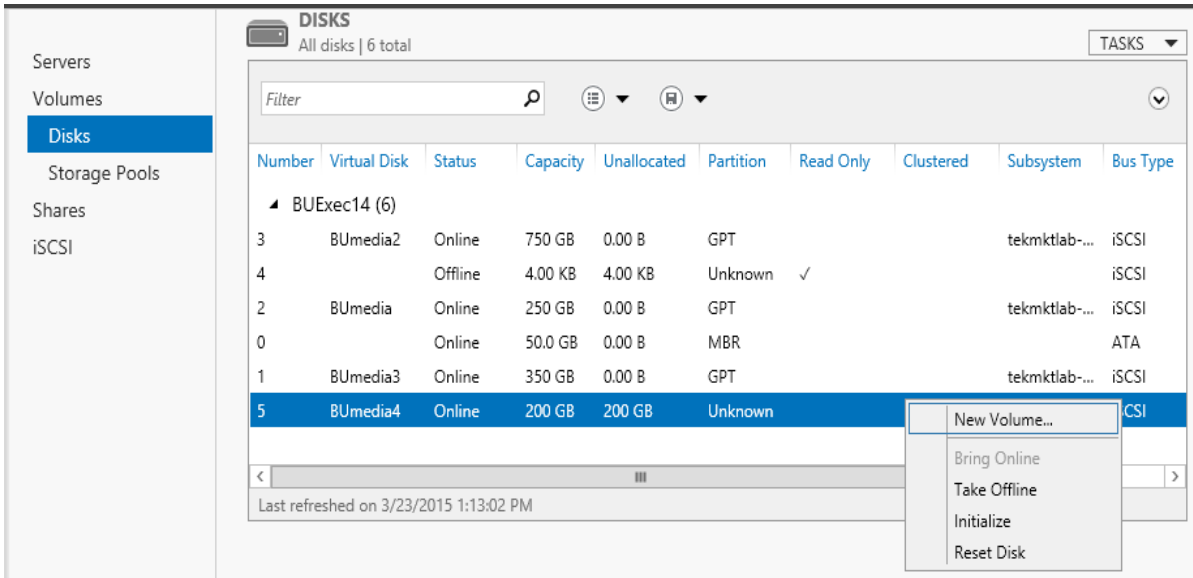 DISKS
All disks | 6 total
TASKS
Servers
Volumes
Disks
Storage Pools
Shares
iSCSI
Filter
Number Virtual Disk Status Capacity Unallocated Partition Read Only Clustered Subsystem Bus Type
BUExec14 (6)
3 BUmedia2 Online 750 GB 0.00 B GPT tekmktlab-... iSCSI
4 Offline 4.00 KB 4.00 KB Unknown ✓ iSCSI
2 BUmedia Online 250 GB 0.00 B GPT tekmktlab-... iSCSI
0 Online 50.0 GB 0.00 B MBR ATA
1 BUmedia3 Online 350 GB 0.00 B GPT tekmktlab-... iSCSI
5 BUmedia4 Online 200 GB 200 GB Unknown CSI
New Volume...
Bring Online
Take Offline
Initialize
Reset Disk
Last refreshed on 3/23/2015 1:13:02 PM